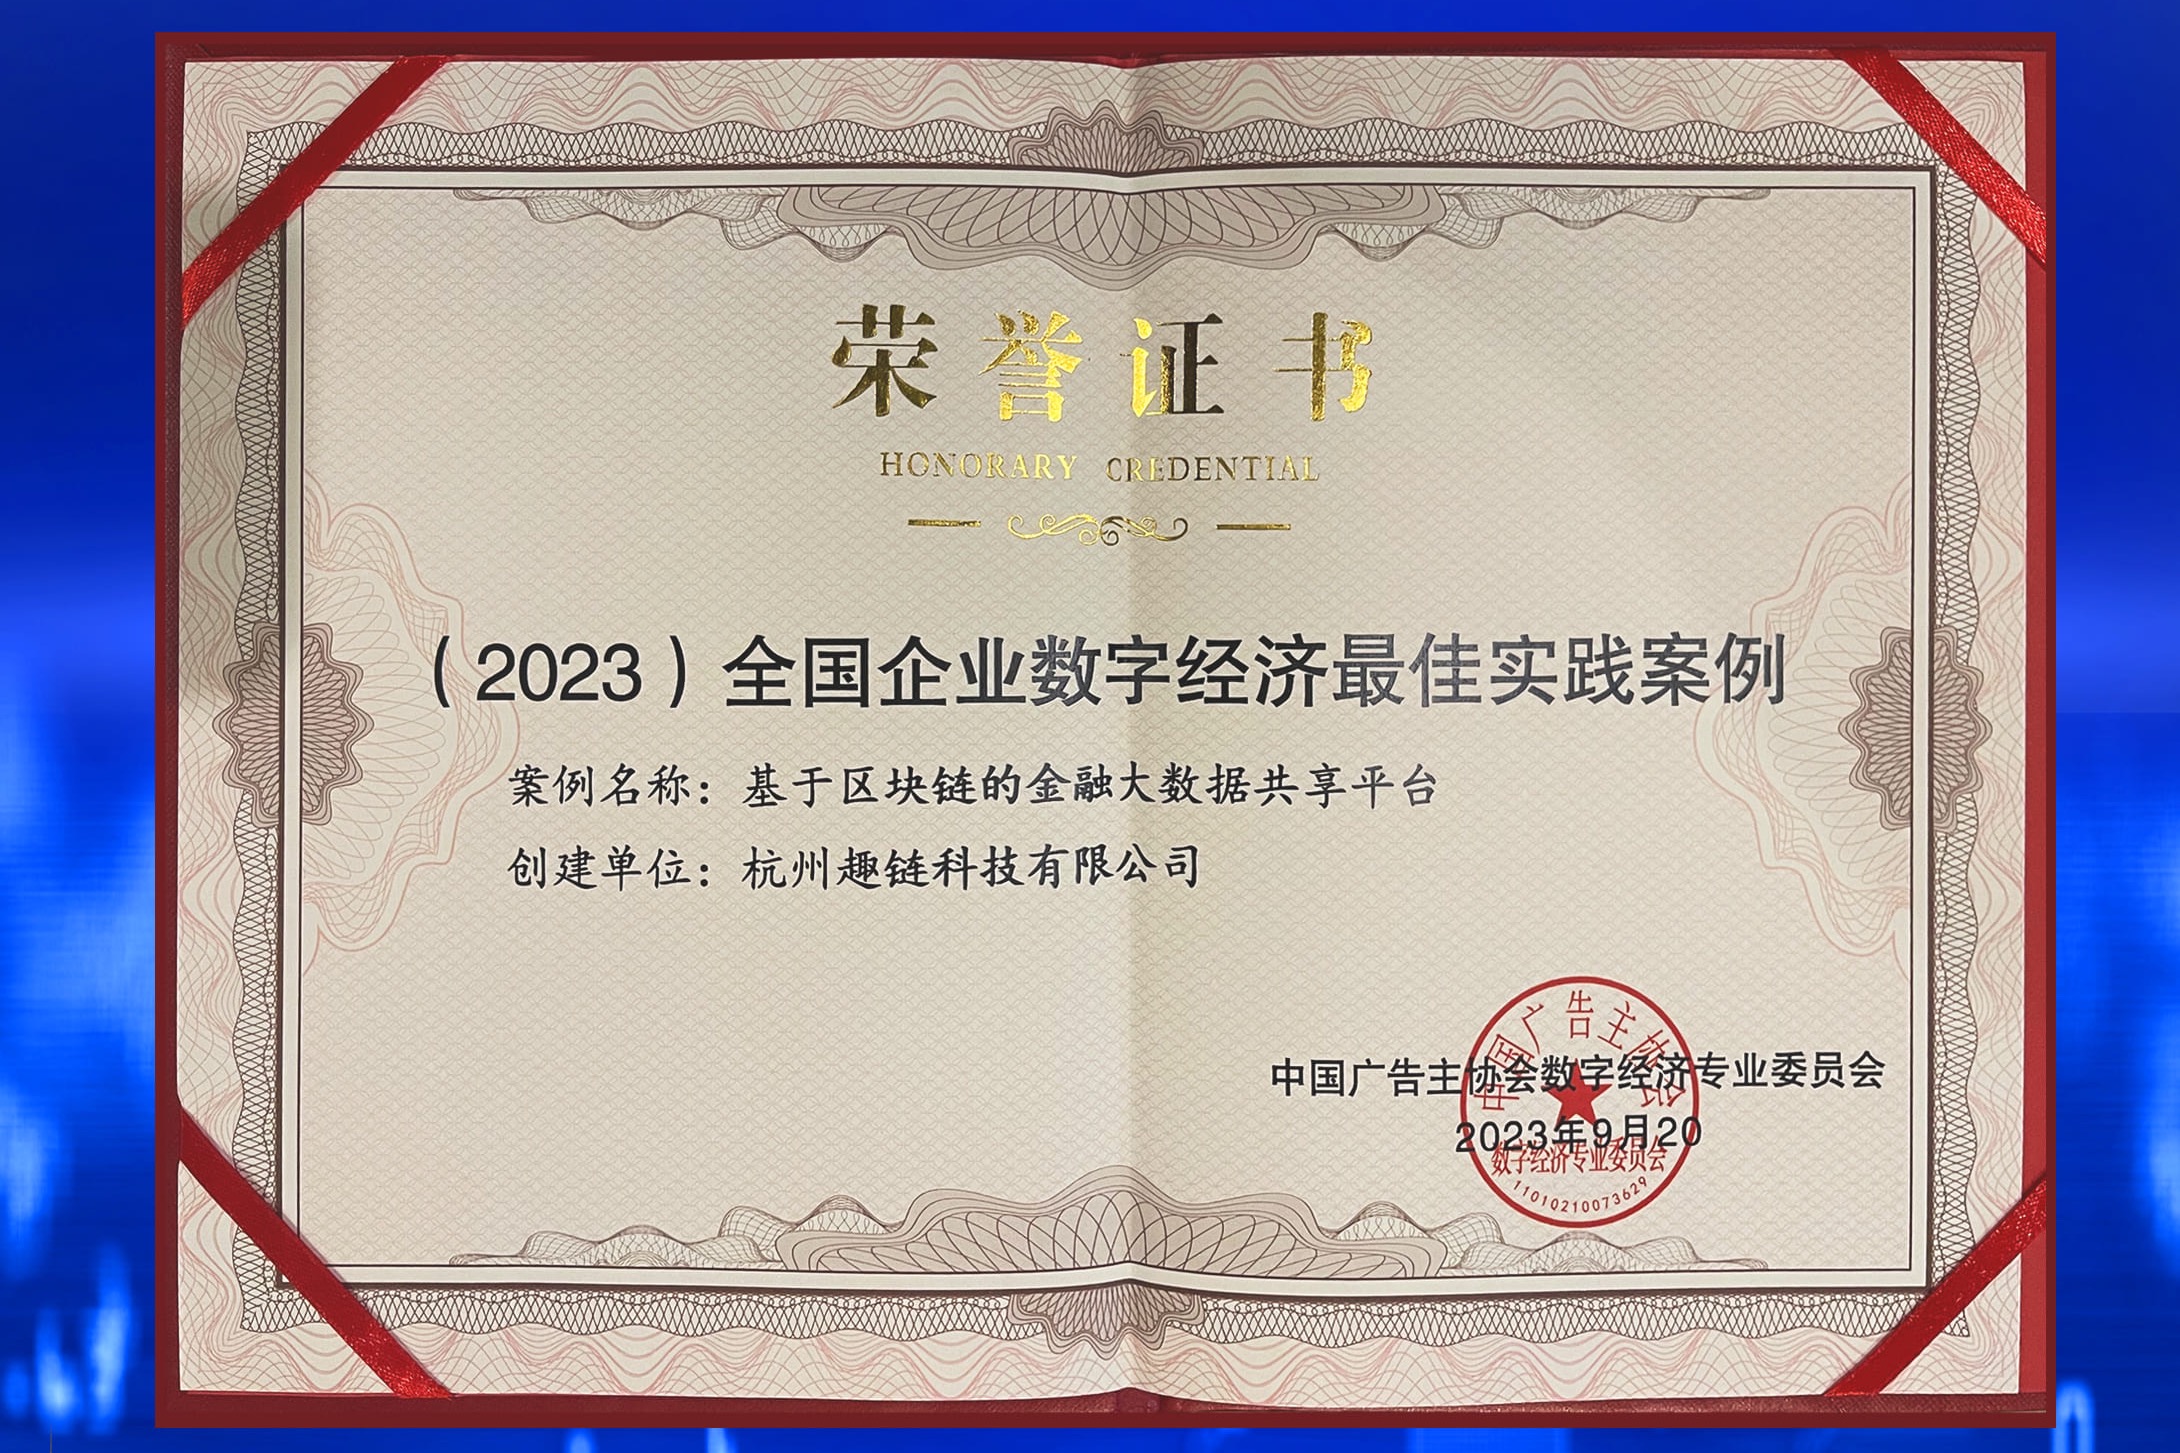 荣誉证书
HONORARY CREDENTIAL
（2023）全国企业数字经济最佳实践案例
案例名称：基于区块链的金融大数据共享平台
创建单位：杭州趣链科技有限公司
中国广告主协会数字经济专业委员会
2023年9月20
中国广告主协会
数字经济专业委员会
11010210073629